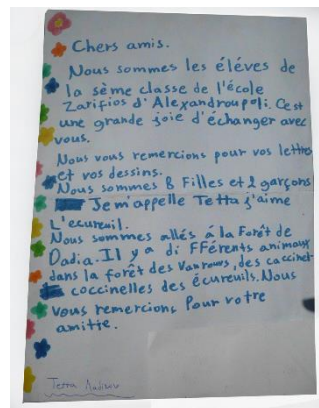 Chers amis.
Nous sommes les éléves de
la sème classe de l'école
Zarifios d'Alexandroupoli. C'est
une grande joie d'échanger avec
vous.
Nous vous remercions pour vos lettres
et vos dessins.
Nous sommes 8 Filles et 2 garçons
Je m'appelle Tetta j'aime
L'ecureuil.
Nous sommes allés á la Forêt de
Dadia. Il y a di FFérents animaux
dans la forêt des , des
coccinelles des écureuils. Nous
vous remercions Pour votre
amitie.
Tetta